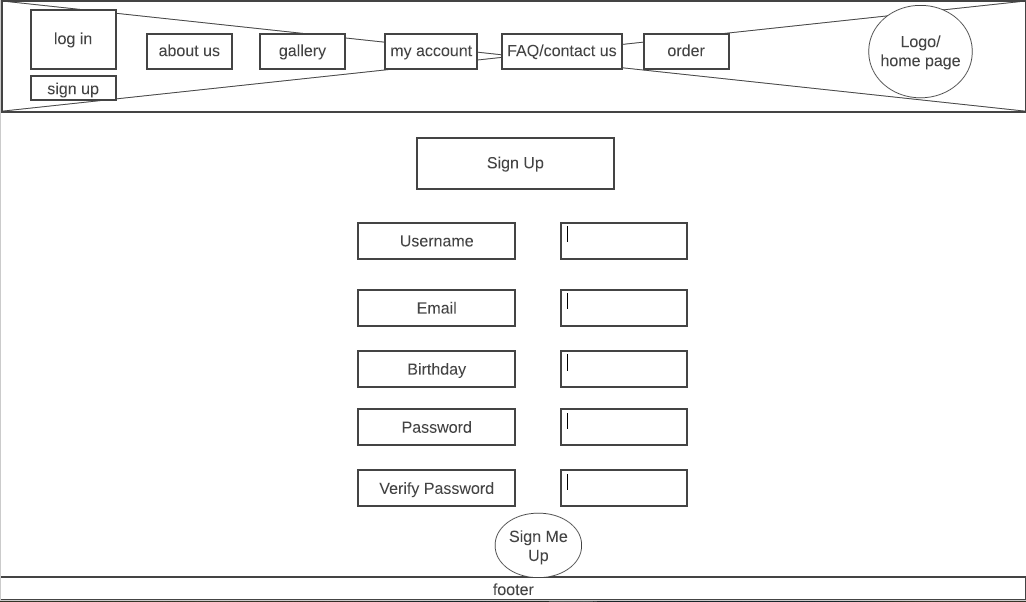 log in
sign up
about us
gallery
my account
FAQ/contact us
order
Logo/
home page
Sign Up
Username
Email
Birthday
Password
Verify Password
Sign Me
Up
footer